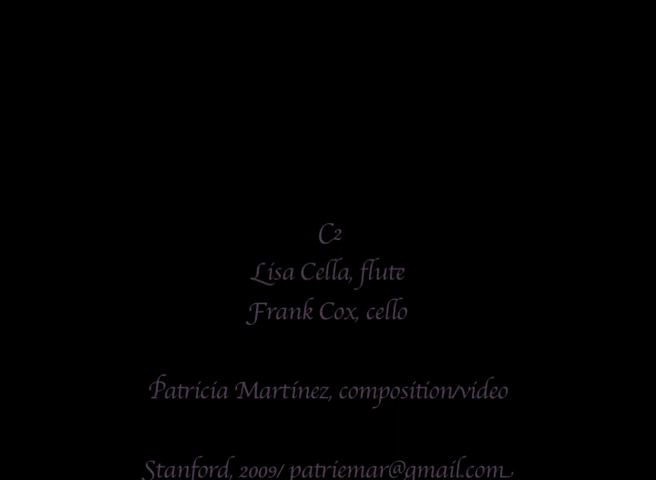 C2
Lisa Cella, flute
Frank Cox, cello
Patricia Martínez, composition/video
Stanford, 2009/ patriemar@gmail.com